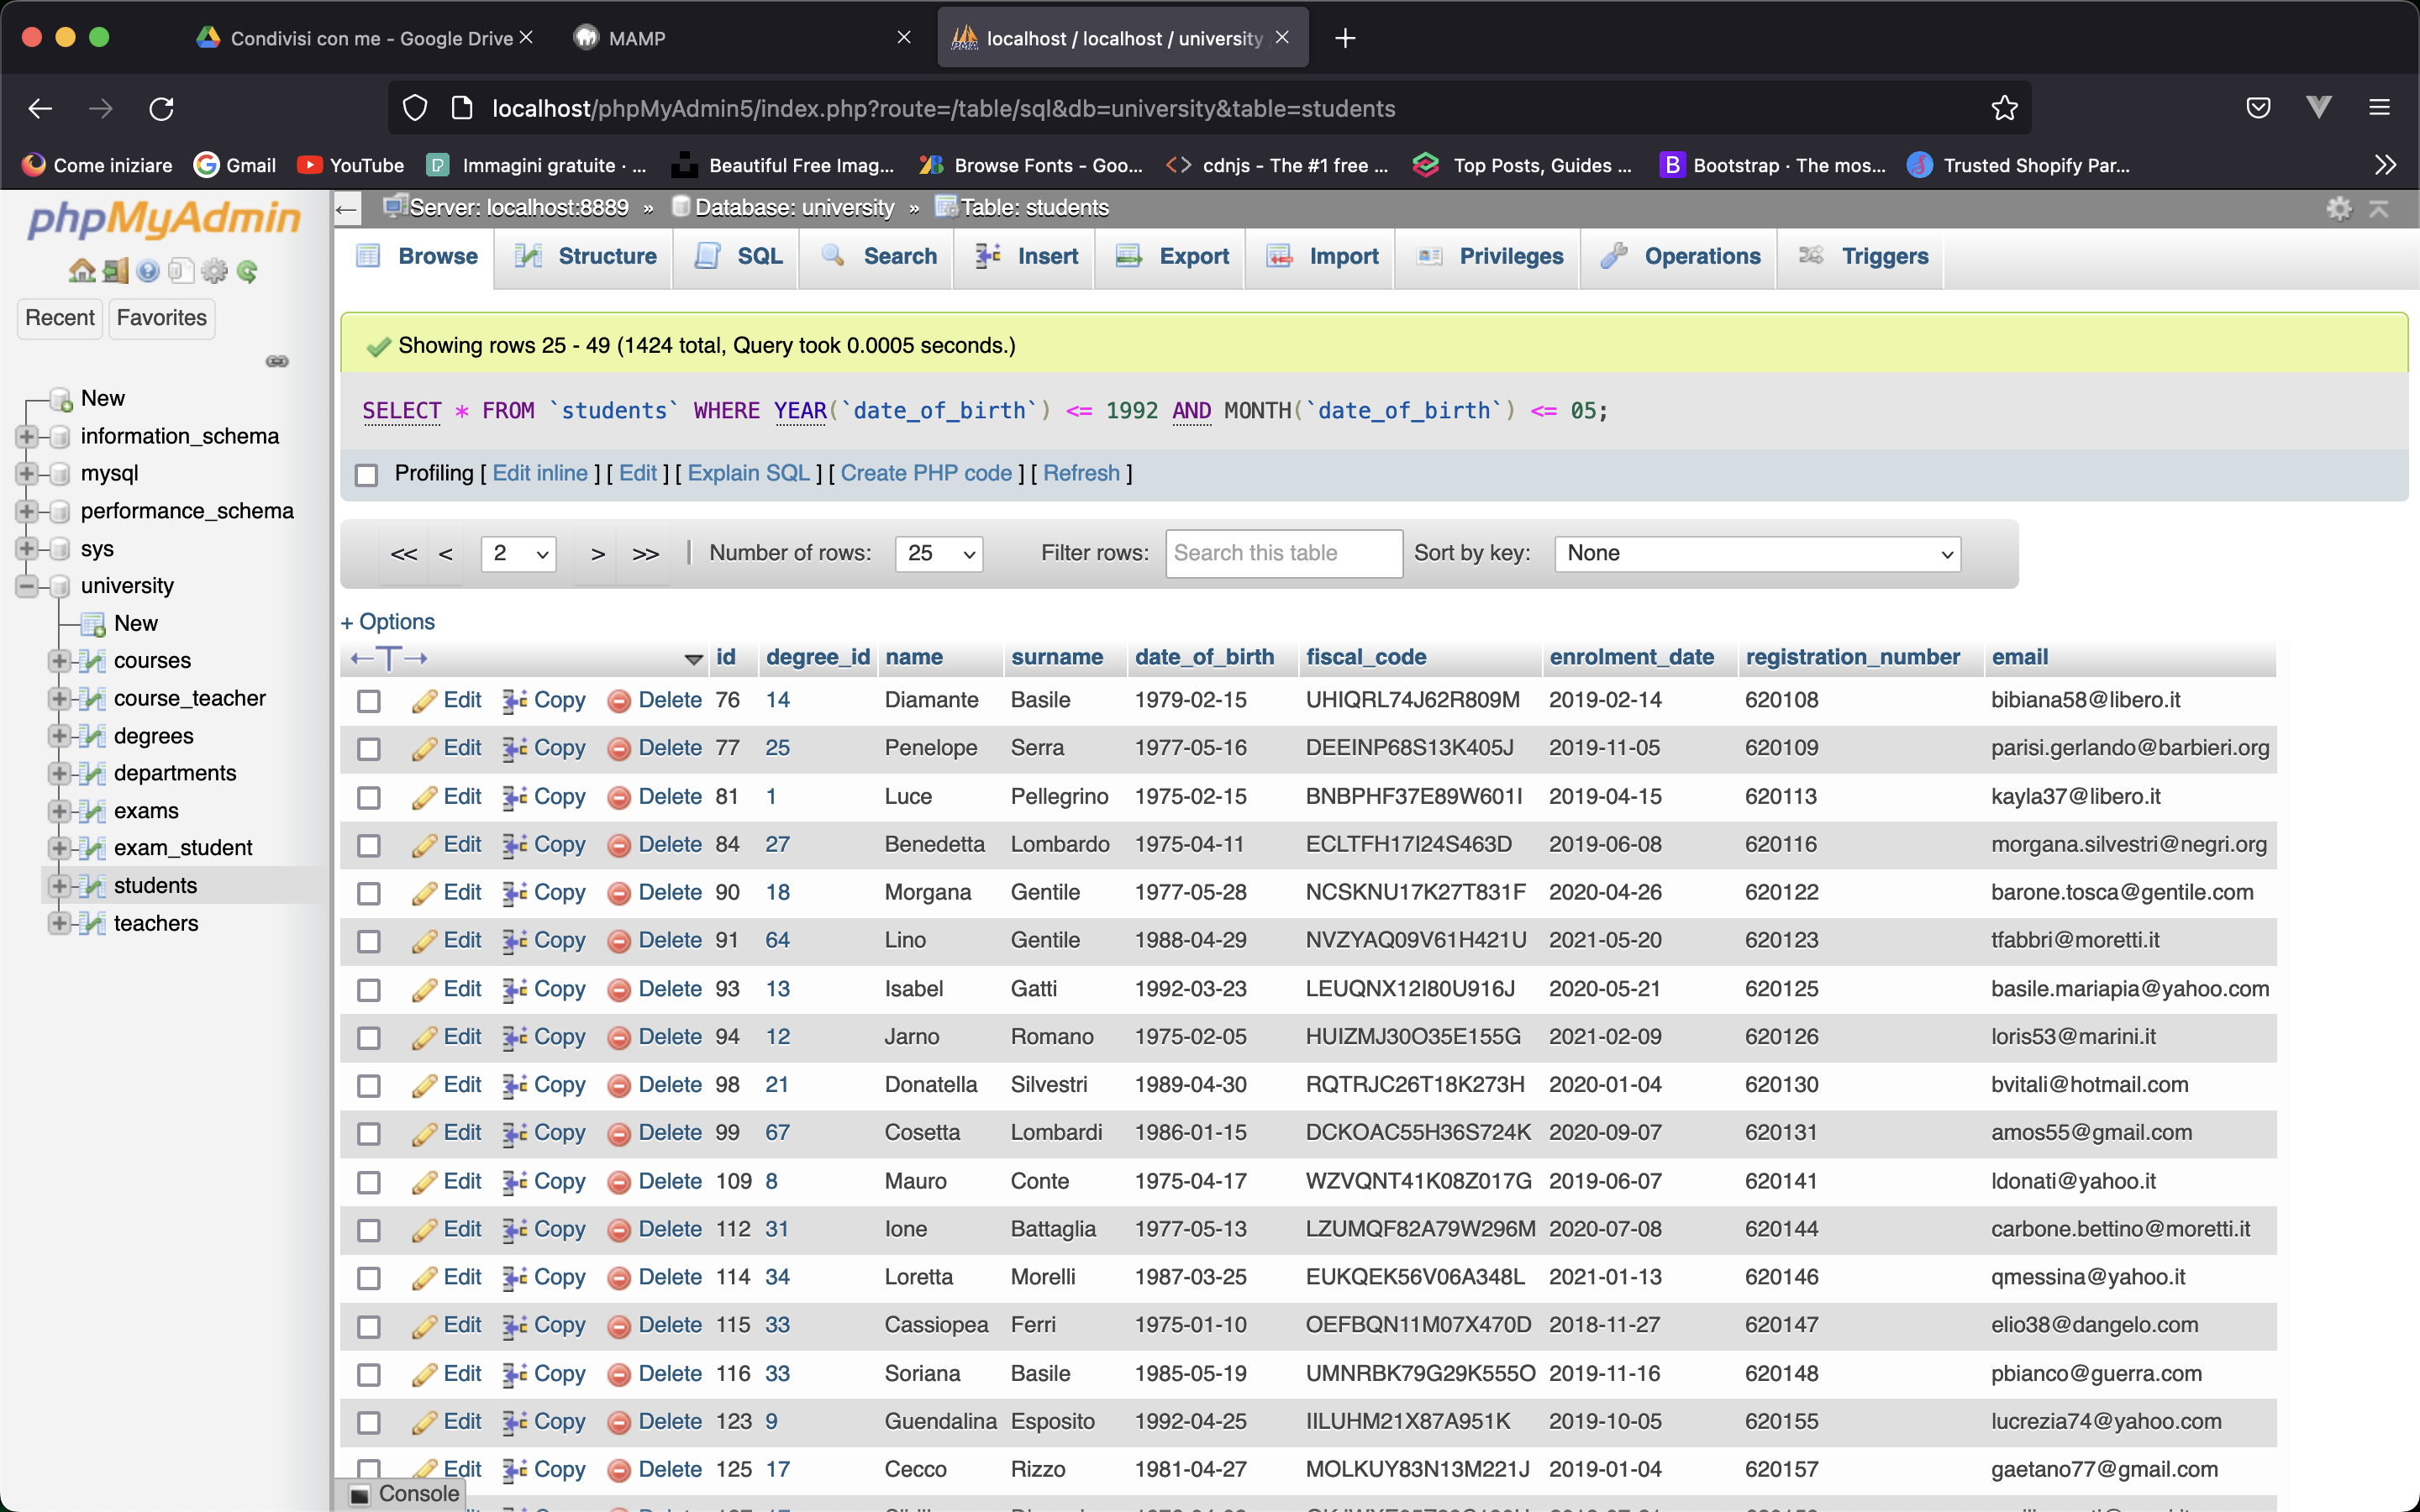 Condivisi con me - Google Drive
MAMP
localhost / localhost / university
localhost/phpMyAdmin5/index.php?route=/table/sql&db=university&table=students
Come iniziare Gmail YouTube Immagini gratuite · ... Beautiful Free Imag... Browse Fonts - Goo... cdnjs - The #1 free ... Top Posts, Guides ... Bootstrap · The mos... Trusted Shopify Par...
phpMyAdmin
Recent Favorites
New
information_schema
mysql
performance_schema
sys
university
New
courses
course_teacher
degrees
departments
exams
exam_student
students
teachers
Server: localhost:8889 » Database: university » Table: students
Browse Structure SQL Search Insert Export Import Privileges Operations Triggers
Showing rows 25 - 49 (1424 total, Query took 0.0005 seconds.)
SELECT * FROM `students` WHERE YEAR(`date_of_birth`) <= 1992 AND MONTH(`date_of_birth`) <= 05;
Profiling [ Edit inline ] [ Edit ] [ Explain SQL ] [ Create PHP code ] [ Refresh ]
<< < 2 > >> | Number of rows: 25 Filter rows: Search this table Sort by key: None
+ Options
←T→ id degree_id name surname date_of_birth fiscal_code enrolment_date registration_number email
Edit Copy Delete 76 14 Diamante Basile 1979-02-15 UHIQRL74J62R809M 2019-02-14 620108 bibiana58@libero.it
Edit Copy Delete 77 25 Penelope Serra 1977-05-16 DEEINP68S13K405J 2019-11-05 620109 parisi.gerlando@barbieri.org
Edit Copy Delete 81 1 Luce Pellegrino 1975-02-15 BNBPHF37E89W601I 2019-04-15 620113 kayla37@libero.it
Edit Copy Delete 84 27 Benedetta Lombardo 1975-04-11 ECLTFH17I24S463D 2019-06-08 620116 morgana.silvestri@negri.org
Edit Copy Delete 90 18 Morgana Gentile 1977-05-28 NCSKNU17K27T831F 2020-04-26 620122 barone.tosca@gentile.com
Edit Copy Delete 91 64 Lino Gentile 1988-04-29 NVZYAQ09V61H421U 2021-05-20 620123 tfabbri@moretti.it
Edit Copy Delete 93 13 Isabel Gatti 1992-03-23 LEUQNX12I80U916J 2020-05-21 620125 basile.mariapia@yahoo.com
Edit Copy Delete 94 12 Jarno Romano 1975-02-05 HUIZMJ30O35E155G 2021-02-09 620126 loris53@marini.it
Edit Copy Delete 98 21 Donatella Silvestri 1989-04-30 RQTRJC26T18K273H 2020-01-04 620130 bvitali@hotmail.com
Edit Copy Delete 99 67 Cosetta Lombardi 1986-01-15 DCKOAC55H36S724K 2020-09-07 620131 amos55@gmail.com
Edit Copy Delete 109 8 Mauro Conte 1975-04-17 WZVQNT41K08Z017G 2019-06-07 620141 ldonati@yahoo.it
Edit Copy Delete 112 31 Ione Battaglia 1977-05-13 LZUMQF82A79W296M 2020-07-08 620144 carbone.bettino@moretti.it
Edit Copy Delete 114 34 Loretta Morelli 1987-03-25 EUKQEK56V06A348L 2021-01-13 620146 qmessina@yahoo.it
Edit Copy Delete 115 33 Cassiopea Ferri 1975-01-10 OEFBQN11M07X470D 2018-11-27 620147 elio38@dangelo.com
Edit Copy Delete 116 33 Soriana Basile 1985-05-19 UMNRBK79G29K555O 2019-11-16 620148 pbianco@guerra.com
Edit Copy Delete 123 9 Guendalina Esposito 1992-04-25 IILUHM21X87A951K 2019-10-05 620155 lucrezia74@yahoo.com
Edit Copy Delete 125 17 Cecco Rizzo 1981-04-27 MOLKUY83N13M221J 2019-01-04 620157 gaetano77@gmail.com
Console